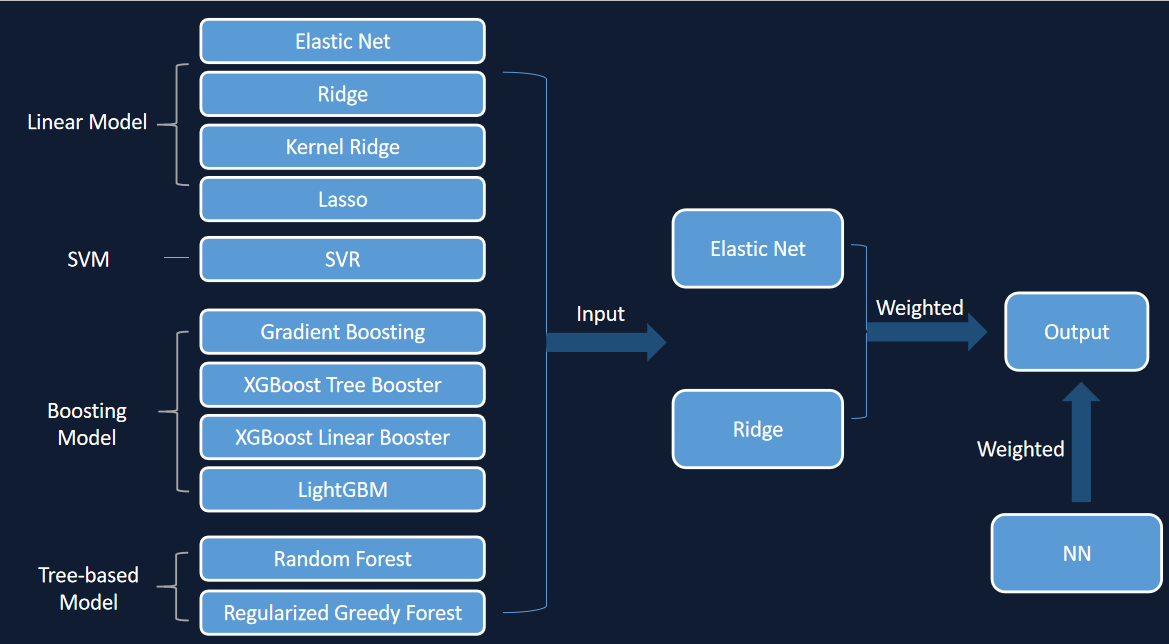 Linear Model
Elastic Net
Ridge
Kernel Ridge
Lasso
SVM
SVR
Boosting
Model
Gradient Boosting
XGBoost Tree Booster
XGBoost Linear Booster
LightGBM
Tree-based
Model
Random Forest
Regularized Greedy Forest
Input
Elastic Net
Ridge
Weighted
Output
Weighted
NN